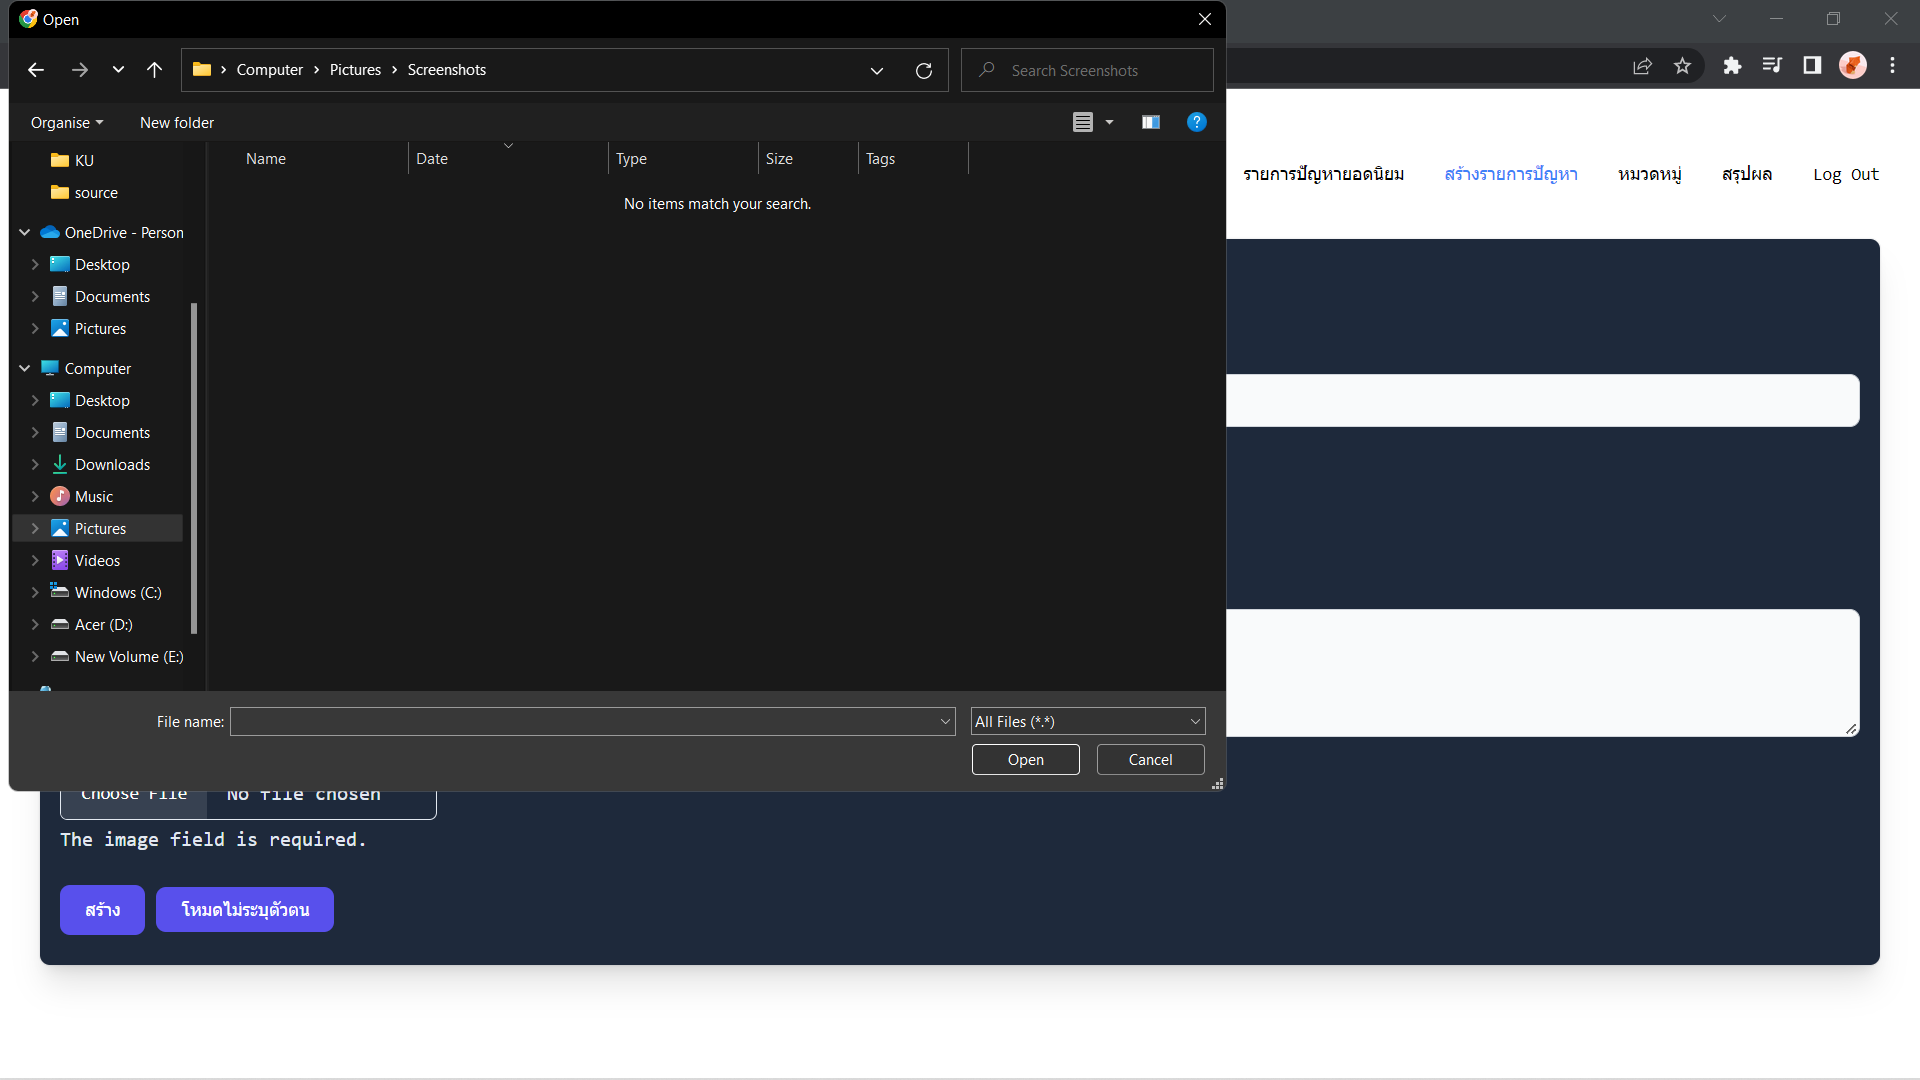 Open
Computer
Pictures
Screenshots
Search Screenshots
Organise
New folder
Name
Date
Type
Size
Tags
No items match your search.
KU
source
OneDrive - Person
Desktop
Documents
Pictures
Computer
Desktop
Documents
Downloads
Music
Pictures
Videos
Windows (C:)
Acer (D:)
New Volume (E:)
File name:
All Files (*.*)
Open
Cancel
รายการปัญหายอดนิยม
สร้างรายการปัญหา
หมวดหมู่
สรุปผล
Log Out
Choose File
No file chosen
The image field is required.
สร้าง
โหมดไม่ระบุตัวตน